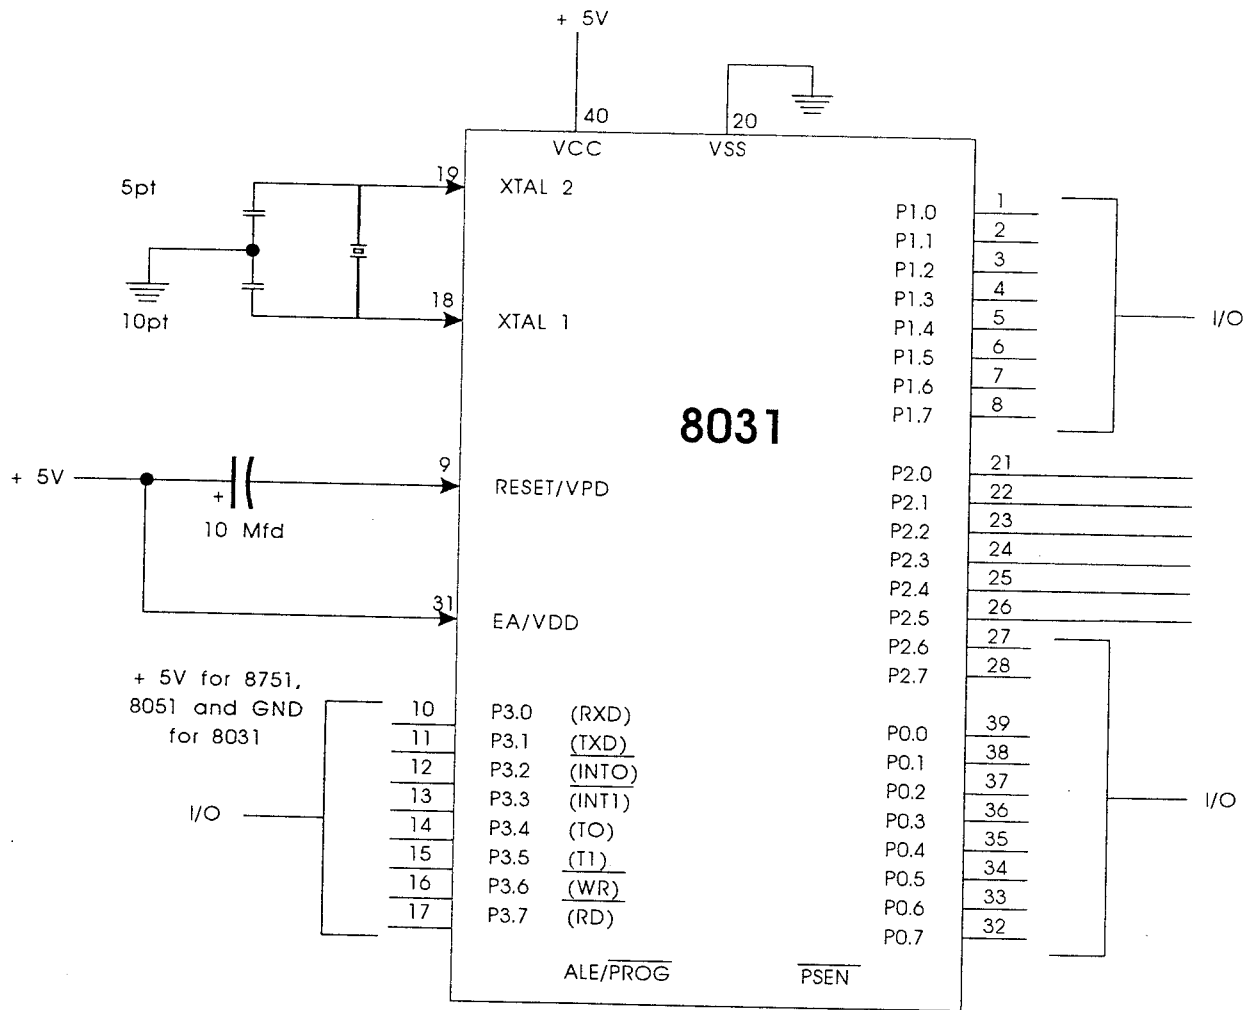 + 5V
40
20
VCC
VSS
5pt
19
XTAL 2
10pt
18
XTAL 1
8031
+ 5V
+
10 Mfd
9
RESET/VPD
31
EA/VDD
+ 5V for 8751,
8051 and GND
for 8031
I/O
10 P3.0 (RXD)
11 P3.1 (TXD)
12 P3.2 (INTO)
13 P3.3 (INT1)
14 P3.4 (TO)
15 P3.5 (T1)
16 P3.6 (WR)
17 P3.7 (RD)
ALE/PROG
PSEN
P1.0 1
P1.1 2
P1.2 3
P1.3 4
P1.4 5
P1.5 6
P1.6 7
P1.7 8
I/O
P2.0 21
P2.1 22
P2.2 23
P2.3 24
P2.4 25
P2.5 26
P2.6 27
P2.7 28
P0.0 39
P0.1 38
P0.2 37
P0.3 36
P0.4 35
P0.5 34
P0.6 33
P0.7 32
I/O